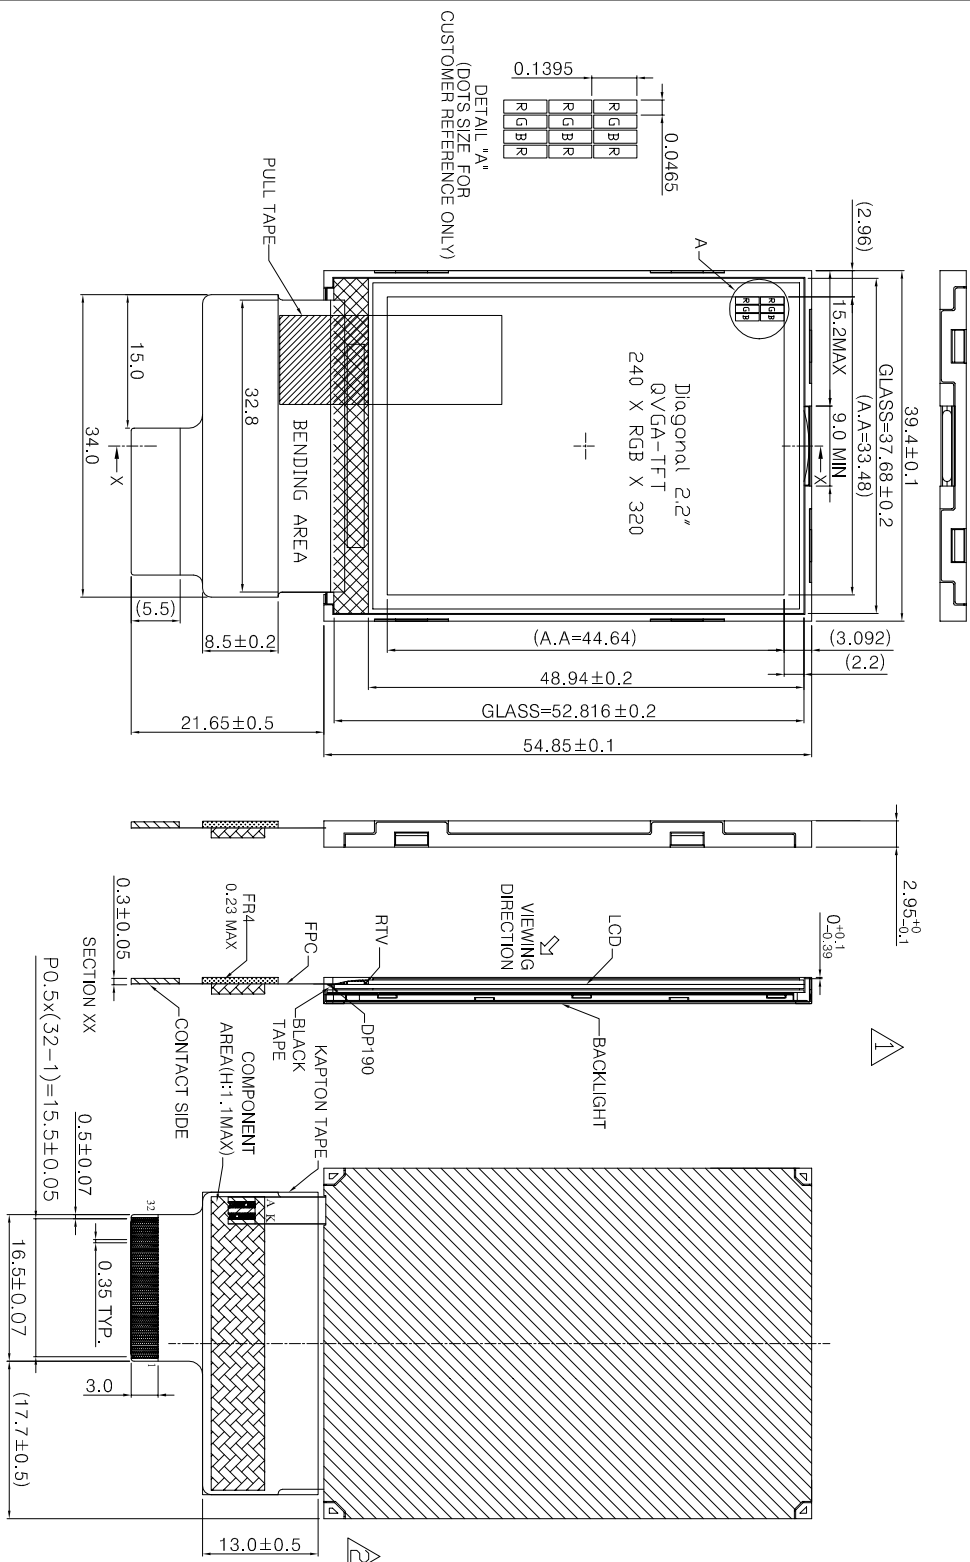 39.4±0.1
GLASS=37.68±0.2
(A.A=33.48)
15.2MAX
9.0 MIN
(2.96)
X
A
0.1395
0.0465
R R R
G G G
B B B
R R R
DETAIL "A"
(DOTS SIZE FOR
CUSTOMER REFERENCE ONLY)
R G B
R G B
Diagonal 2.2"
QVGA-TFT
240 X RGB X 320
PULL TAPE
BENDING AREA
32.8
15.0
34.0
X
(5.5)
8.5±0.2
21.65±0.5
(A.A=44.64)
(3.092)
(2.2)
48.94±0.2
GLASS=52.816±0.2
54.85±0.1
2.95+0-0.1
0+0.1-0.39
1
VIEWING
DIRECTION
LCD
RTV
FPC
FR4
0.23 MAX
0.3±0.05
BACKLIGHT
DP190
BLACK
TAPE
CONTACT SIDE
SECTION XX
KAPTON TAPE
COMPONENT
AREA(H:1.1MAX)
A K
32
1
P0.5x(32-1)=15.5±0.05
0.5±0.07
0.35 TYP.
16.5±0.07
(17.7±0.5)
3.0
13.0±0.5
2